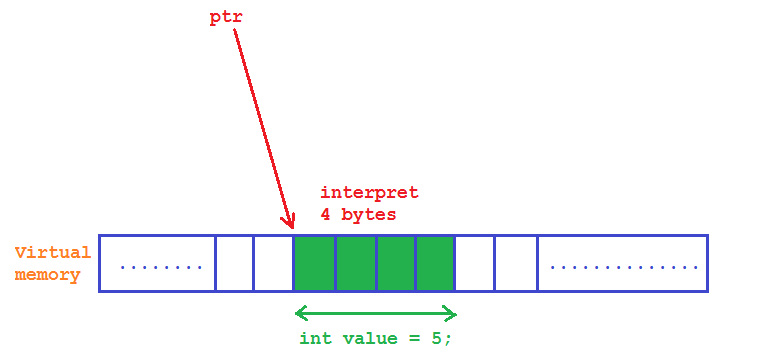 ptr
interpret
4 bytes
Virtual
memory
........
..............
int value = 5;